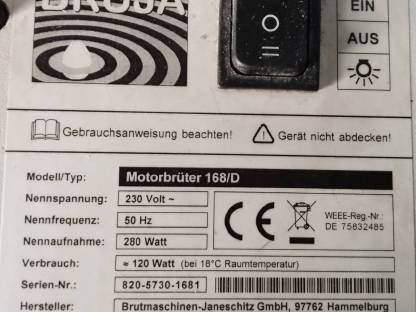 BRUJA
EIN
AUS
Gebrauchsanweisung beachten! Gerät nicht abdecken!
Modell/Typ: Motorbrüter 168/D
Nennspannung: 230 Volt ~
Nennfrequenz: 50 Hz
Nennaufnahme: 280 Watt
CE
WEEE-Reg.-Nr.:
DE 75832485
Verbrauch: ≈ 120 Watt (bei 18°C Raumtemperatur)
Serien-Nr.: 820-5730-1681
Hersteller: Brutmaschinen-Janeschitz GmbH, 97762 Hammelburg